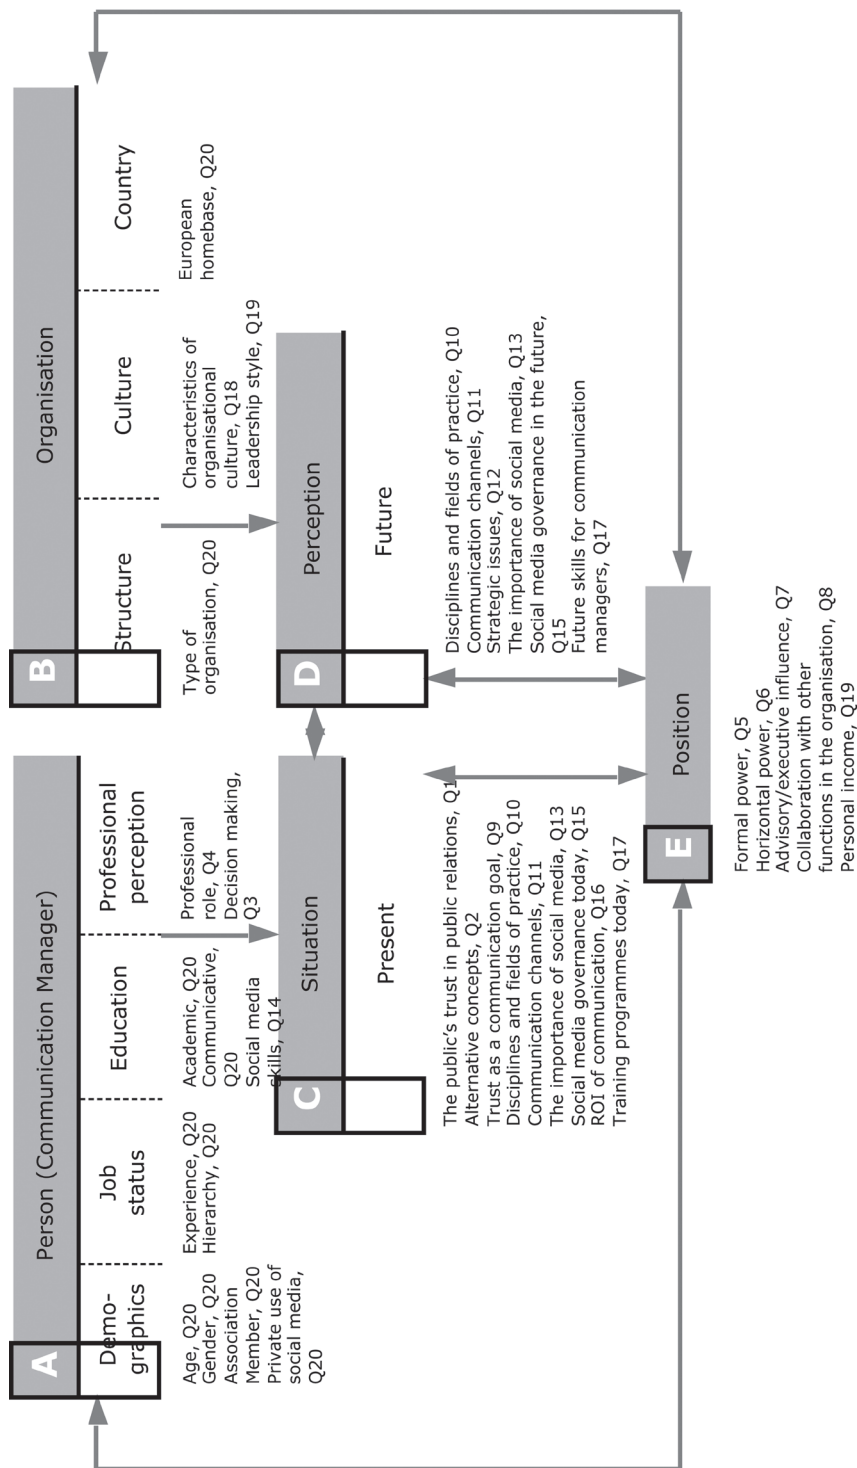 A
Person (Communication Manager)
Demo-
graphics
Job
status
Education
Professional
perception
Age, Q20
Gender, Q20
Association
Member, Q20
Private use of
social media,
Q20
Experience, Q20
Hierarchy, Q20
Academic, Q20
Communicative,
Q20
Social media
skills, Q14
Professional
role, Q4
Decision making,
Q3
B
Organisation
Structure
Culture
Country
Type of
organisation, Q20
Characteristics of
organisational
culture, Q18
Leadership style, Q19
European
homebase, Q20
C
Situation
Present
The public’s trust in public relations, Q1
Alternative concepts, Q2
Trust as a communication goal, Q9
Disciplines and fields of practice, Q10
Communication channels, Q11
The importance of social media, Q13
Social media governance today, Q15
ROI of communication, Q16
Training programmes today, Q17
D
Perception
Future
Disciplines and fields of practice, Q10
Communication channels, Q11
Strategic issues, Q12
The importance of social media, Q13
Social media governance in the future,
Q15
Future skills for communication
managers, Q17
E
Position
Formal power, Q5
Horizontal power, Q6
Advisory/executive influence, Q7
Collaboration with other
functions in the organisation, Q8
Personal income, Q19